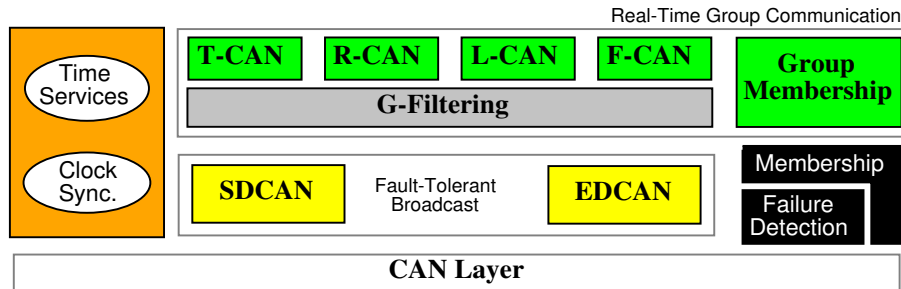 Real-Time Group Communication
Time
Services
T-CAN
R-CAN
L-CAN
F-CAN
G-Filtering
Group
Membership
Clock
Sync.
SDCAN
Fault-Tolerant
Broadcast
EDCAN
Membership
Failure
Detection
CAN Layer